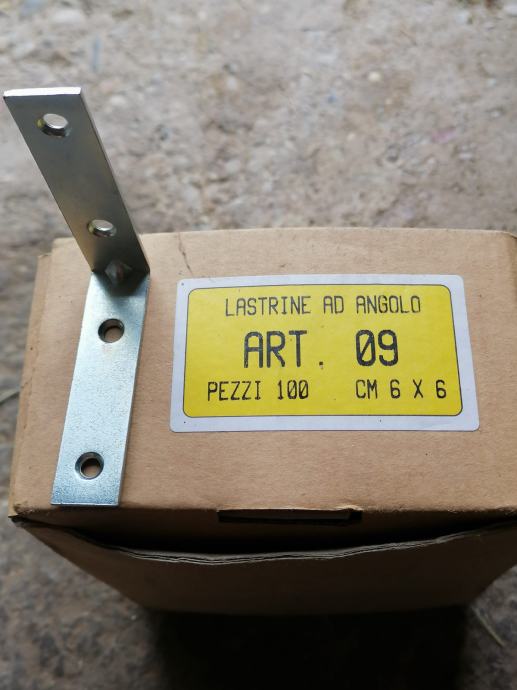 LASTRINE AD ANGOLO
ART. 09
PEZZI 100 CM 6 X 6